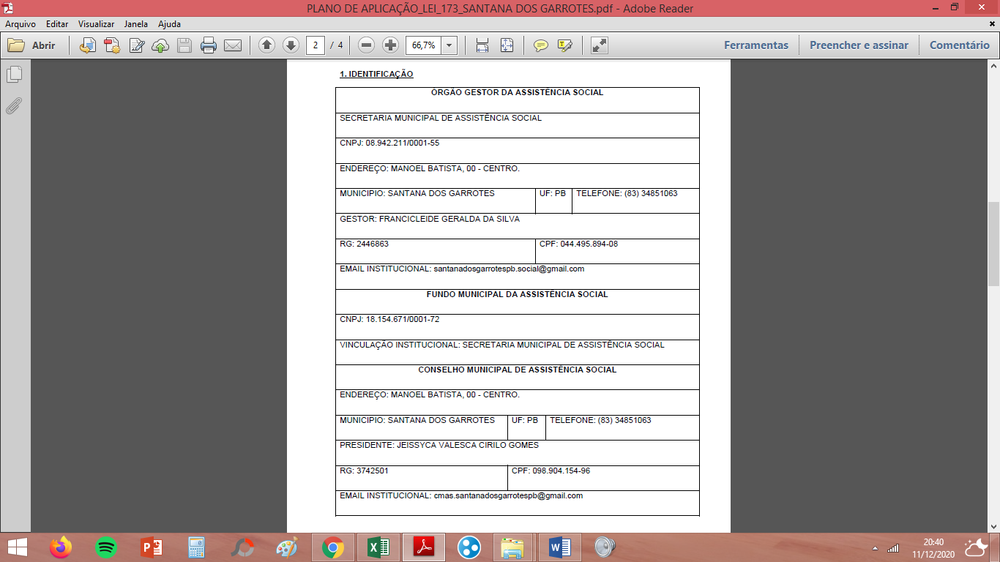 PLANO DE APLICAÇÃO_LEI_173_SANTANA DOS GARROTES.pdf - Adobe Reader
Arquivo Editar Visualizar Janela Ajuda
Abrir 2 / 4 66,7% Ferramentas Preencher e assinar Comentário
1. IDENTIFICAÇÃO
ÓRGÃO GESTOR DA ASSISTÊNCIA SOCIAL
SECRETARIA MUNICIPAL DE ASSISTÊNCIA SOCIAL
CNPJ: 08.942.211/0001-55
ENDEREÇO: MANOEL BATISTA, 00 - CENTRO.
MUNICIPIO: SANTANA DOS GARROTES UF: PB TELEFONE: (83) 34851063
GESTOR: FRANCICLEIDE GERALDA DA SILVA
RG: 2446863 CPF: 044.495.894-08
EMAIL INSTITUCIONAL: santanadosgarrotespb.social@gmail.com
FUNDO MUNICIPAL DA ASSISTÊNCIA SOCIAL
CNPJ: 18.154.671/0001-72
VINCULAÇÃO INSTITUCIONAL: SECRETARIA MUNICIPAL DE ASSISTÊNCIA SOCIAL
CONSELHO MUNICIPAL DE ASSISTÊNCIA SOCIAL
ENDEREÇO: MANOEL BATISTA, 00 - CENTRO.
MUNICIPIO: SANTANA DOS GARROTES UF: PB TELEFONE: (83) 34851063
PRESIDENTE: JEISSYCA VALESCA CIRILO GOMES
RG: 3742501 CPF: 098.904.154-96
EMAIL INSTITUCIONAL: cmas.santanadosgarrotespb@gmail.com
20:40
11/12/2020